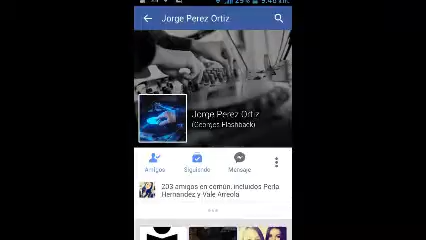 Jorge Perez Ortiz
Jorge Perez Ortiz
(Georges Flashback)
Amigos
Siguiendo
Mensaje
203 amigos en común, incluidos Perla
Hernandez y Vale Arreola